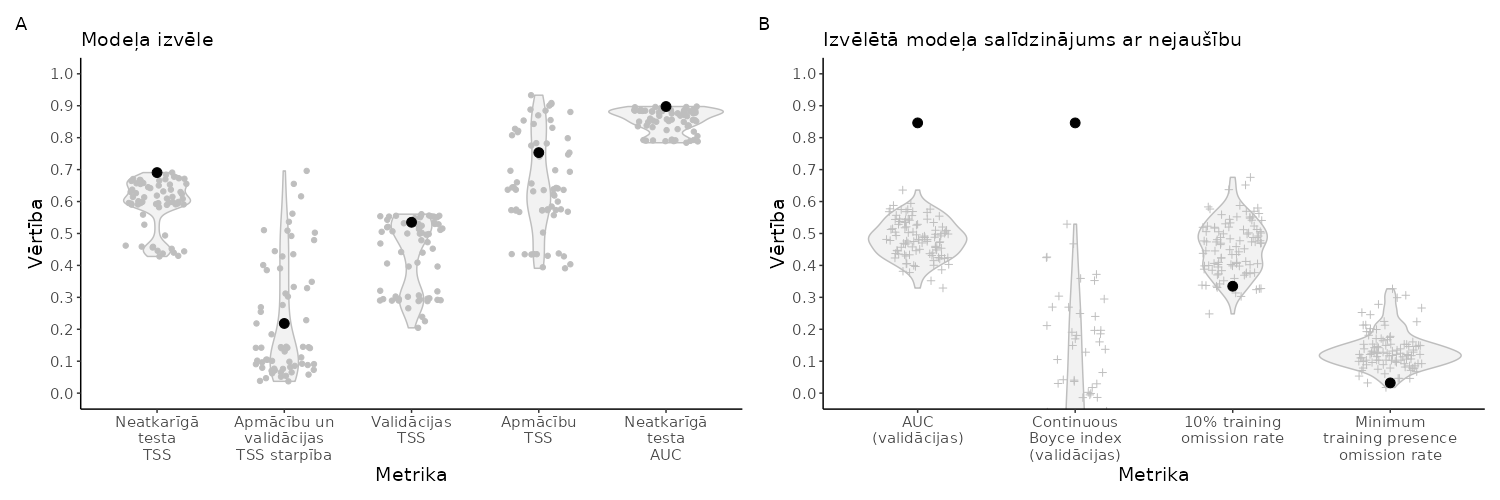 A
Modeļa izvēle
Vērtība
1.0
0.9
0.8
0.7
0.6
0.5
0.4
0.3
0.2
0.1
0.0
Neatkarīgā
testa
TSS
Apmācību un
validācijas
TSS starpība
Validācijas
TSS
Apmācību
TSS
Neatkarīgā
testa
AUC
Metrika
B
Izvēlētā modeļa salīdzinājums ar nejaušību
Vērtība
1.0
0.9
0.8
0.7
0.6
0.5
0.4
0.3
0.2
0.1
0.0
AUC
(validācijas)
Continuous
Boyce index
(validācijas)
10% training
omission rate
Minimum
training presence
omission rate
Metrika